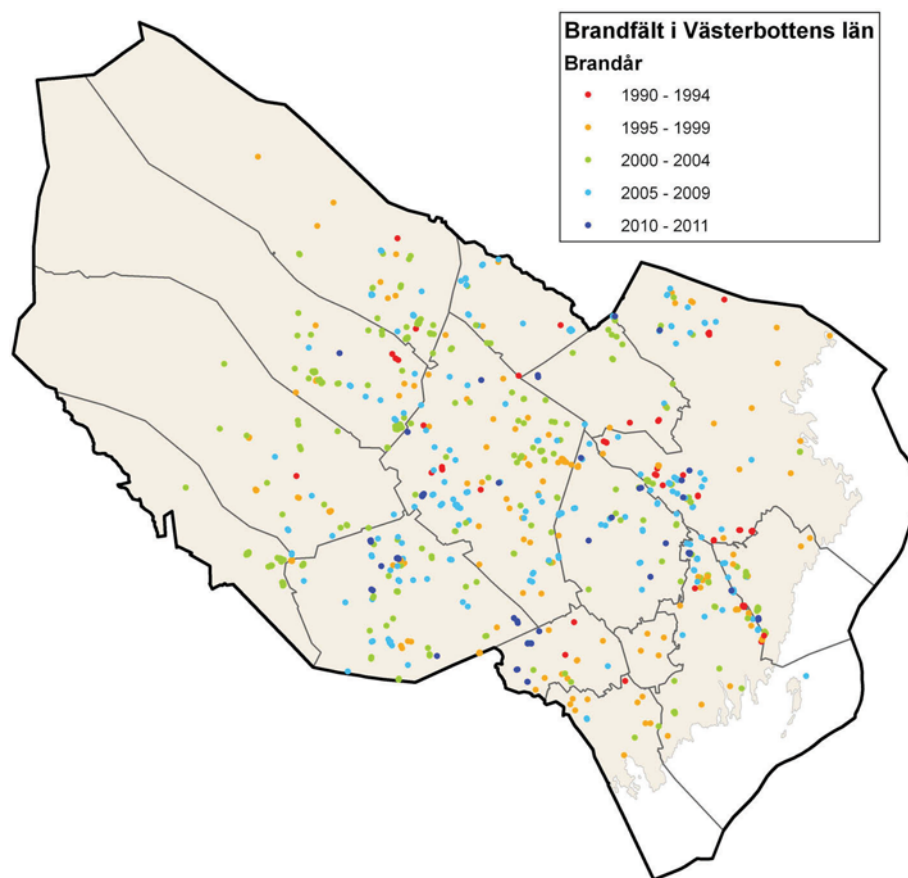 Brandfält i Västerbottens län
Brandår
1990 - 1994
1995 - 1999
2000 - 2004
2005 - 2009
2010 - 2011